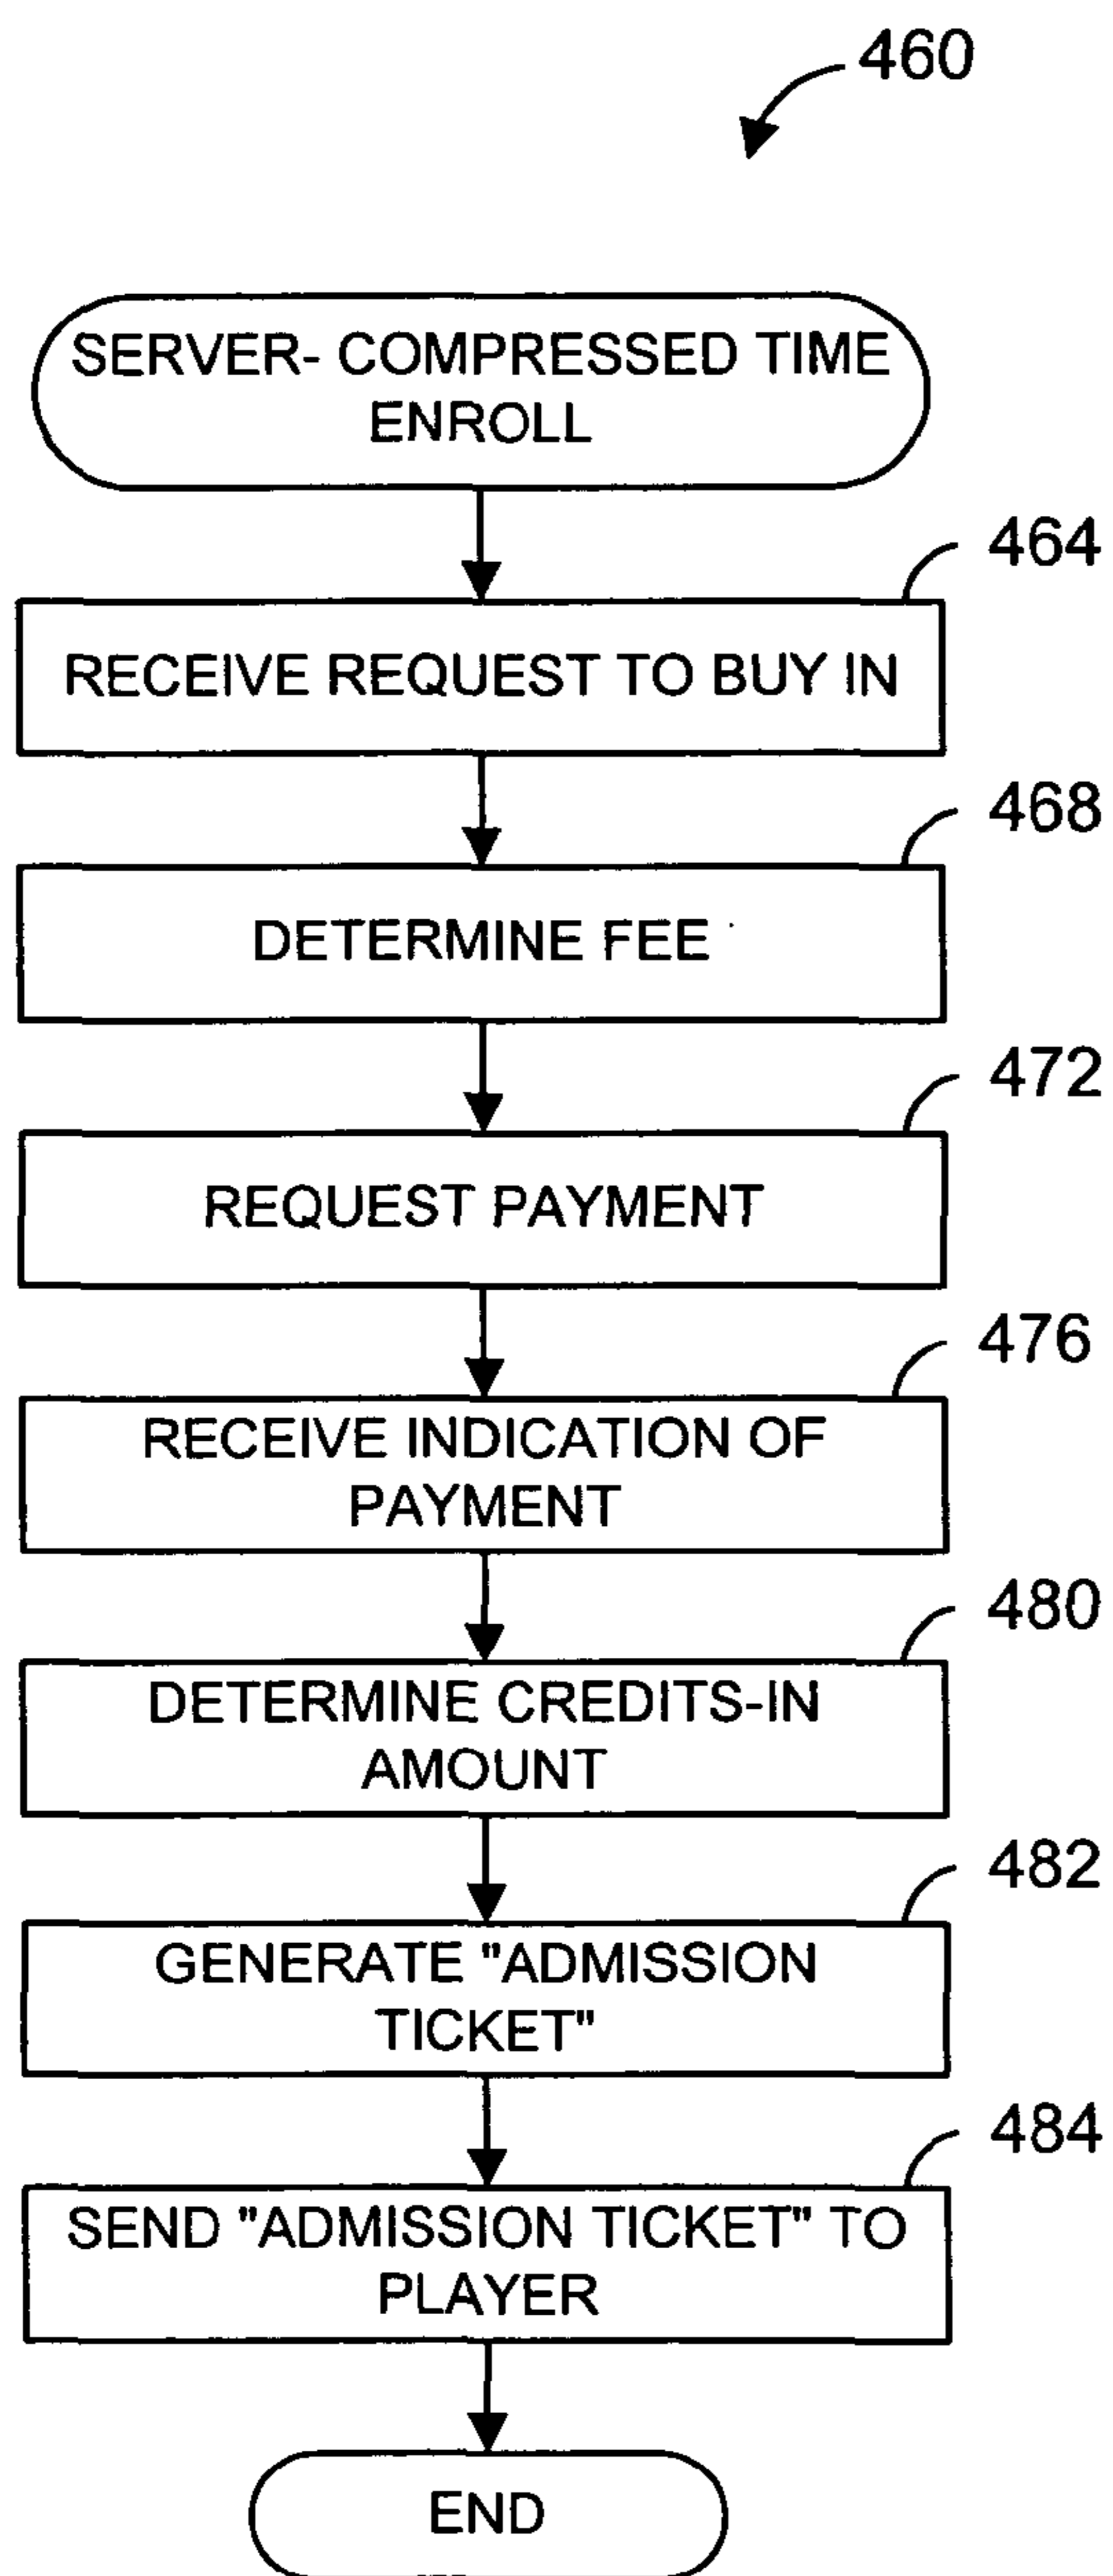 460
SERVER- COMPRESSED TIME
ENROLL
464
RECEIVE REQUEST TO BUY IN
468
DETERMINE FEE
472
REQUEST PAYMENT
476
RECEIVE INDICATION OF
PAYMENT
480
DETERMINE CREDITS-IN
AMOUNT
482
GENERATE "ADMISSION
TICKET"
484
SEND "ADMISSION TICKET" TO
PLAYER
END